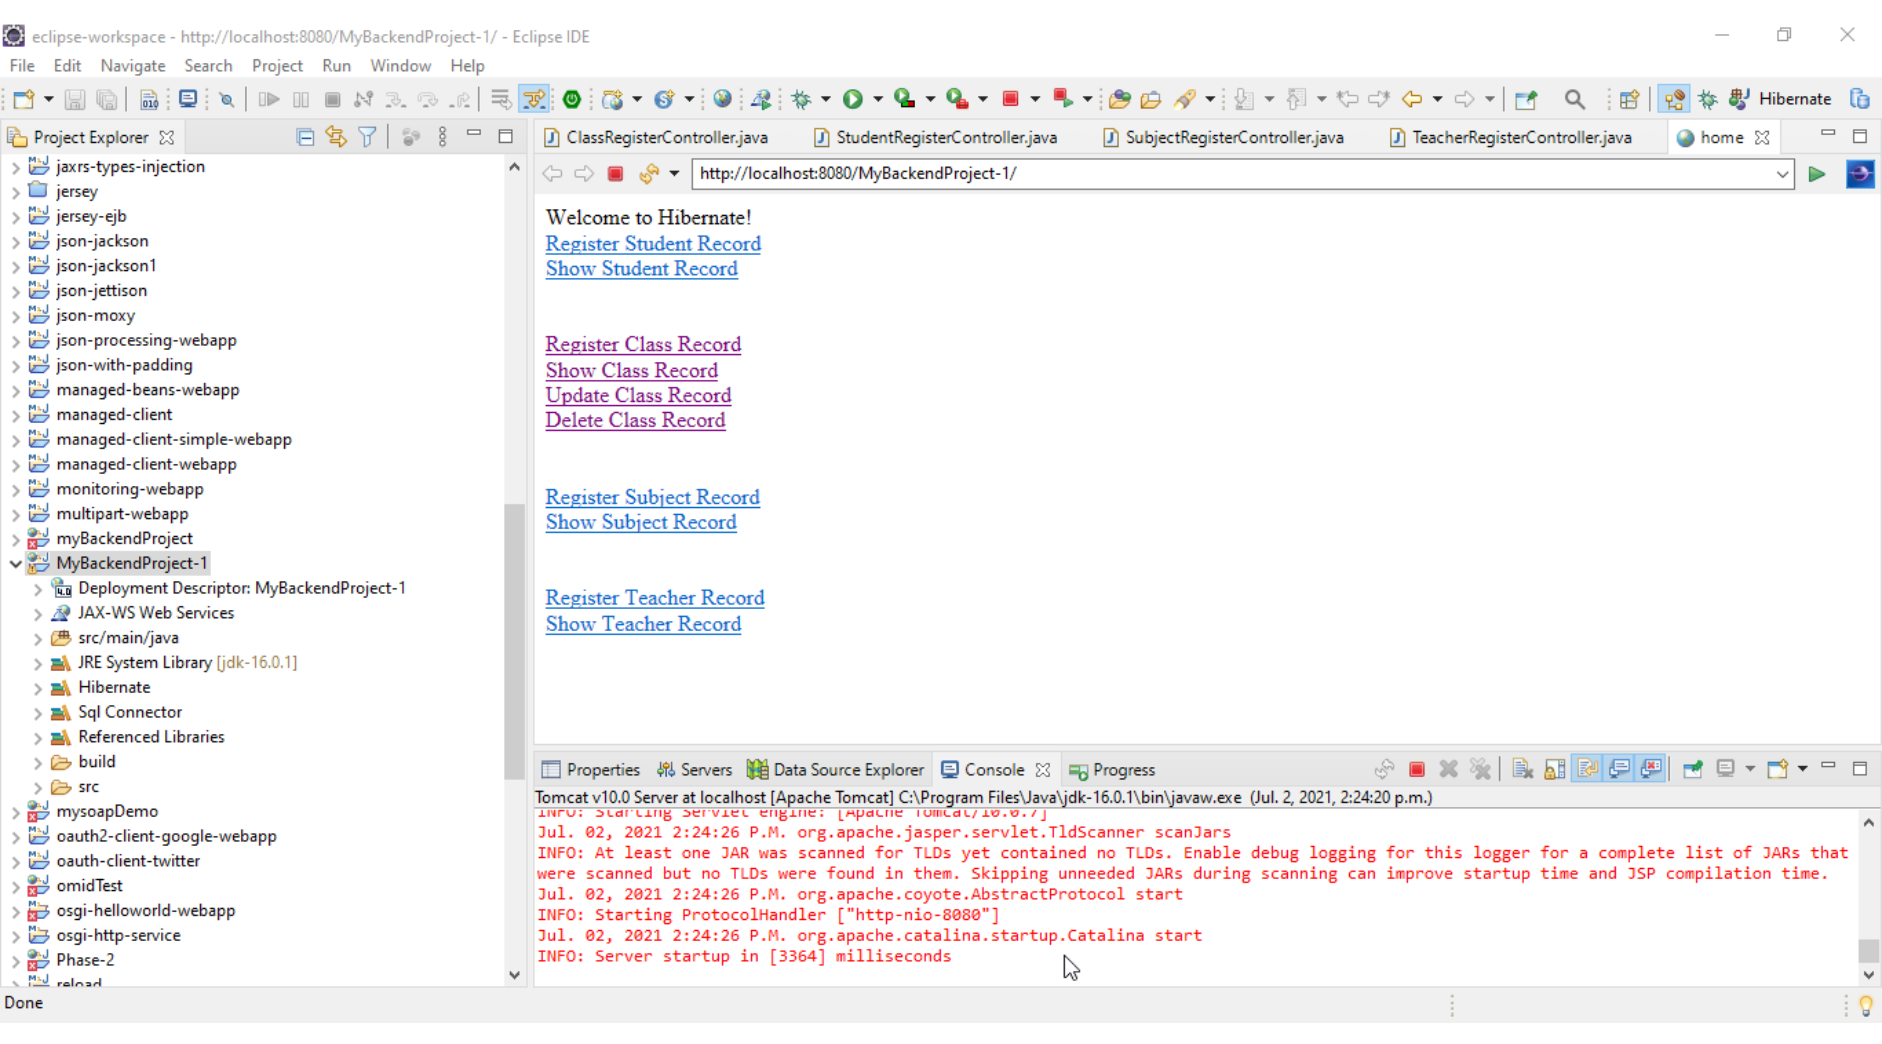 eclipse-workspace - http://localhost:8080/MyBackendProject-1/ - Eclipse IDE
File Edit Navigate Search Project Run Window Help
Hibernate
Project Explorer
ClassRegisterController.java StudentRegisterController.java SubjectRegisterController.java TeacherRegisterController.java home
http://localhost:8080/MyBackendProject-1/
jaxrs-types-injection
jersey
jersey-ejb
json-jackson
json-jackson1
json-jettison
json-moxy
json-processing-webapp
json-with-padding
managed-beans-webapp
managed-client
managed-client-simple-webapp
managed-client-webapp
monitoring-webapp
multipart-webapp
myBackendProject
MyBackendProject-1
Deployment Descriptor: MyBackendProject-1
JAX-WS Web Services
src/main/java
JRE System Library [jdk-16.0.1]
Hibernate
Sql Connector
Referenced Libraries
build
src
mysoapDemo
oauth2-client-google-webapp
oauth-client-twitter
omidTest
osgi-helloworld-webapp
osgi-http-service
Phase-2
reload
Welcome to Hibernate!
Register Student Record
Show Student Record
Register Class Record
Show Class Record
Update Class Record
Delete Class Record
Register Subject Record
Show Subject Record
Register Teacher Record
Show Teacher Record
Properties Servers Data Source Explorer Console Progress
Tomcat v10.0 Server at localhost [Apache Tomcat] C:\Program Files\Java\jdk-16.0.1\bin\javaw.exe (Jul. 2, 2021, 2:24:20 p.m.)
INFO: Starting Servlet engine: [Apache Tomcat/10.0.7]
Jul. 02, 2021 2:24:26 P.M. org.apache.jasper.servlet.TldScanner scanJars
INFO: At least one JAR was scanned for TLDs yet contained no TLDs. Enable debug logging for this logger for a complete list of JARs that
were scanned but no TLDs were found in them. Skipping unneeded JARs during scanning can improve startup time and JSP compilation time.
Jul. 02, 2021 2:24:26 P.M. org.apache.coyote.AbstractProtocol start
INFO: Starting ProtocolHandler ["http-nio-8080"]
Jul. 02, 2021 2:24:26 P.M. org.apache.catalina.startup.Catalina start
INFO: Server startup in [3364] milliseconds
Done